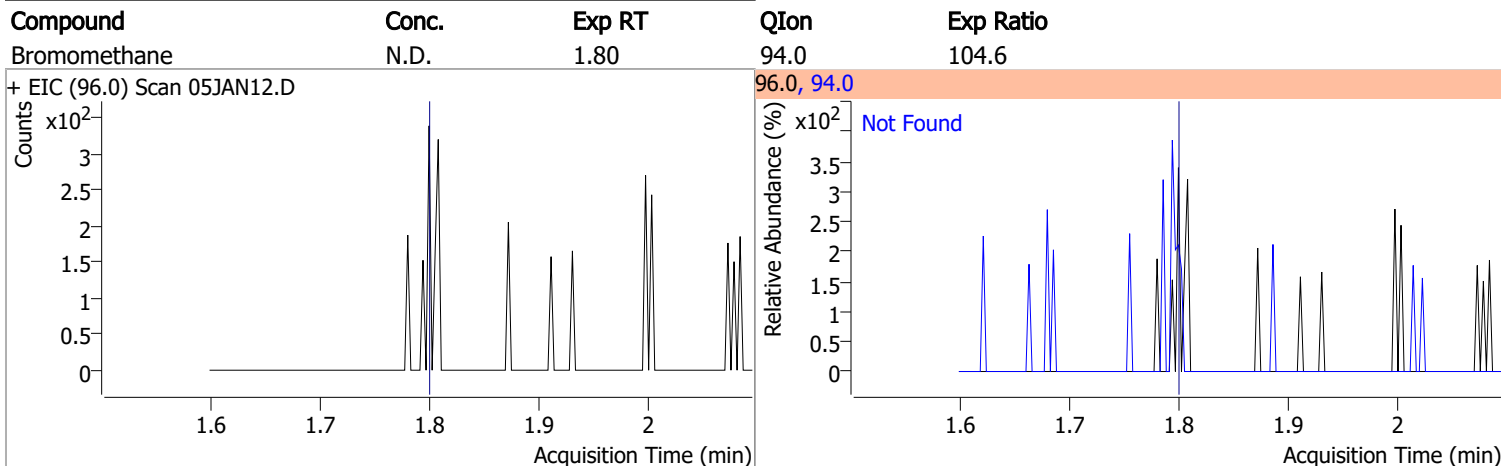 Compound Conc. Exp RT QIon Exp Ratio
Bromomethane N.D. 1.80 94.0 104.6
+ EIC (96.0) Scan 05JAN12.D
Counts
x10²
3
2.5
2
1.5
1
0.5
0
1.6 1.7 1.8 1.9 2
Acquisition Time (min)
96.0, 94.0
Relative Abundance (%)
x10²
Not Found
3.5
3
2.5
2
1.5
1
0.5
0
1.6 1.7 1.8 1.9 2
Acquisition Time (min)